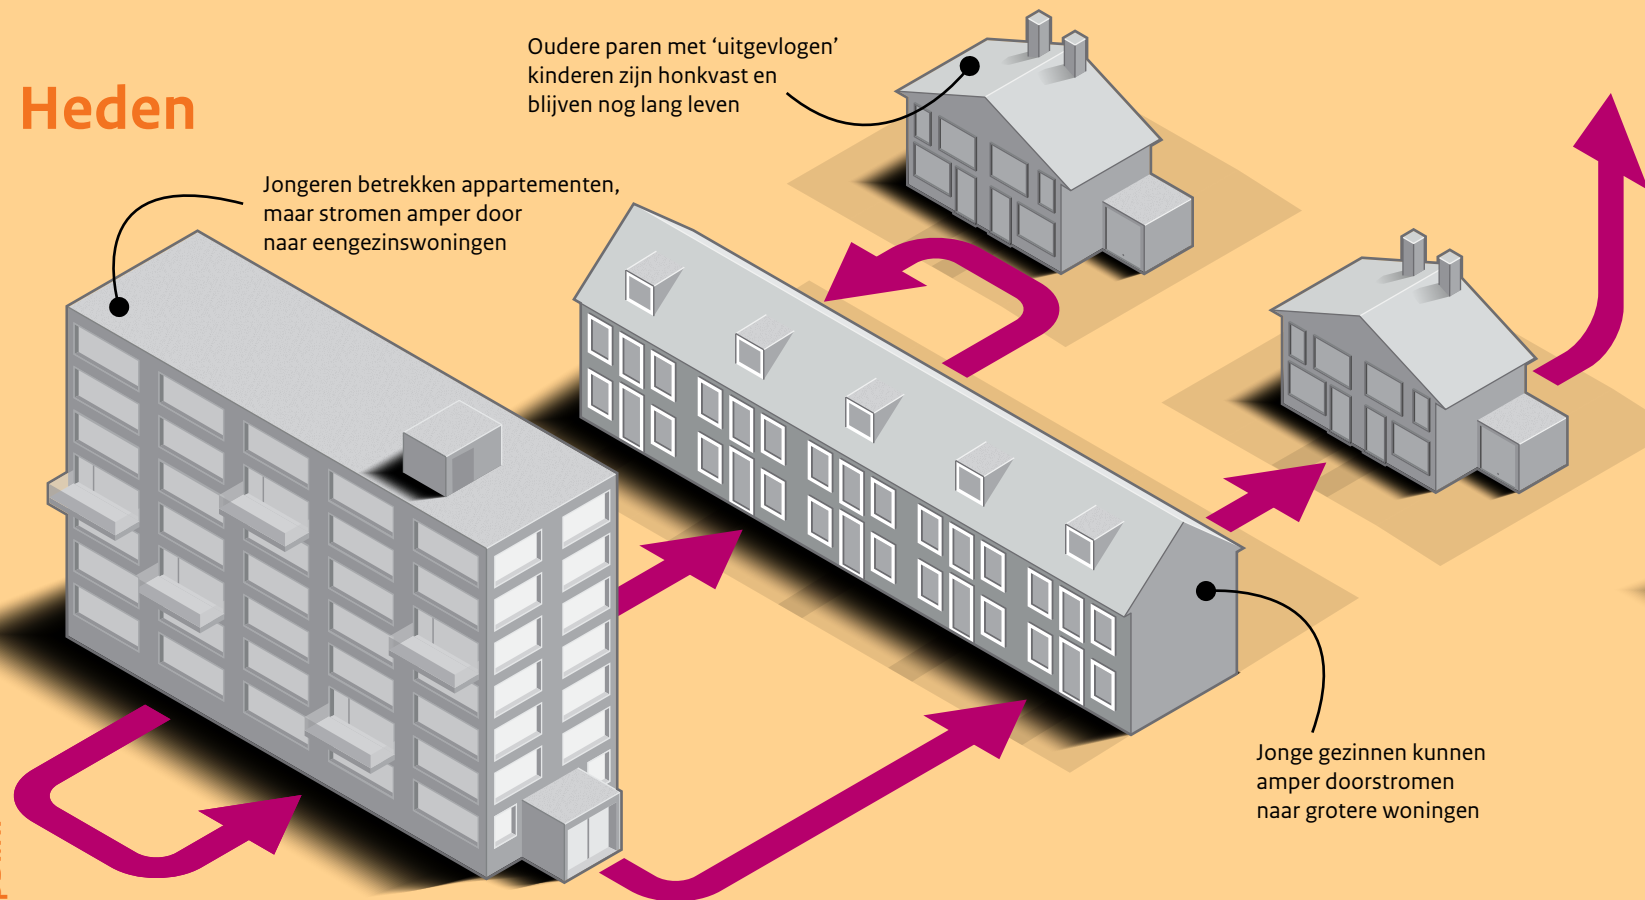 Heden
Oudere paren met ‘uitgevlogen’
kinderen zijn honkvast en
blijven nog lang leven
Jongeren betrekken appartementen,
maar stromen amper door
naar eengezinswoningen
Jonge gezinnen kunnen
amper doorstromen
naar grotere woningen